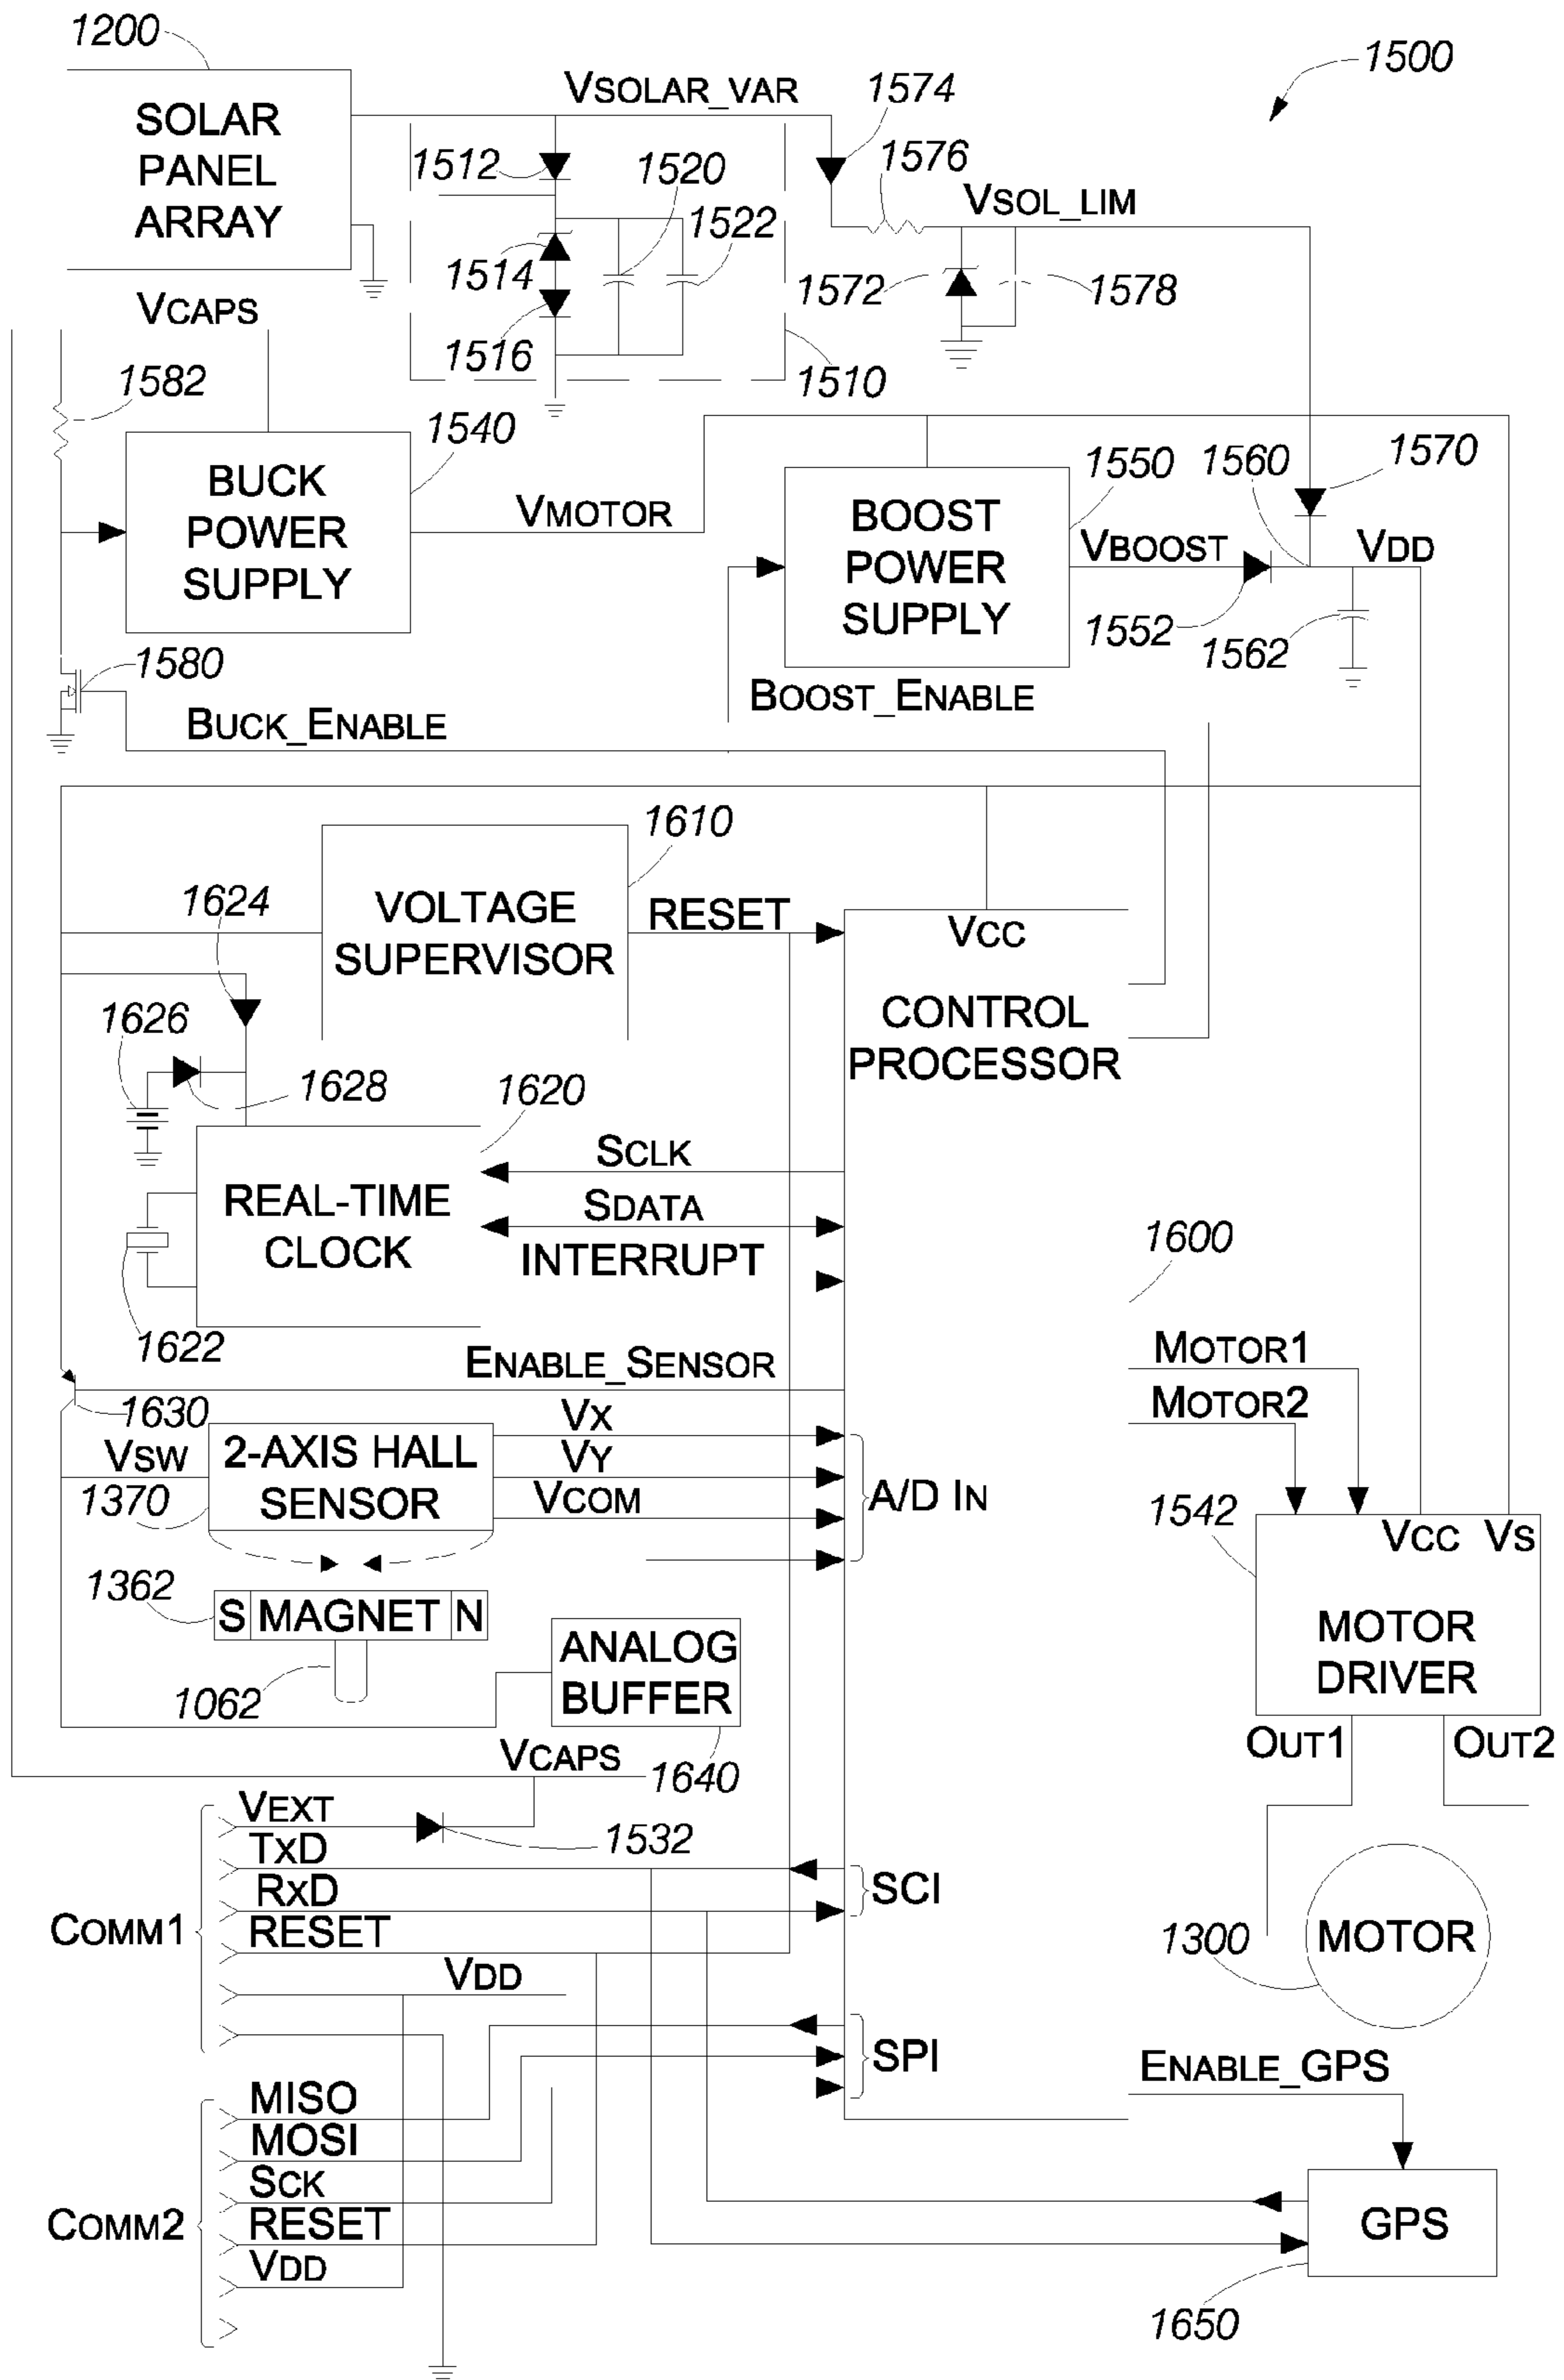 1200
1500
SOLAR
PANEL
ARRAY
VSOLAR_VAR
1574
1512
1520
1576
1522
VSOL_LIM
1514
1572
1578
1516
1510
VCAPS
1582
1540
BUCK
POWER
SUPPLY
VMOTOR
BOOST
POWER
SUPPLY
1550
1560
1570
VBOOST
VDD
1552
1562
1580
BUCK_ENABLE
BOOST_ENABLE
1610
1624
VOLTAGE
SUPERVISOR
RESET
VCC
CONTROL
PROCESSOR
1626
1628
1620
SCLK
REAL-TIME
CLOCK
SDATA
INTERRUPT
1600
1622
ENABLE_SENSOR
MOTOR1
MOTOR2
1630
VSW
2-AXIS HALL
SENSOR
VX
VY
VCOM
A/D IN
1370
1542
VCC VS
1362
S MAGNET N
MOTOR
DRIVER
1062
ANALOG
BUFFER
OUT1
OUT2
VCAPS
1640
VEXT
1532
TXD
RXD
SCI
COMM1
RESET
VDD
1300
MOTOR
SPI
ENABLE_GPS
MISO
MOSI
SCK
COMM2
RESET
VDD
GPS
1650